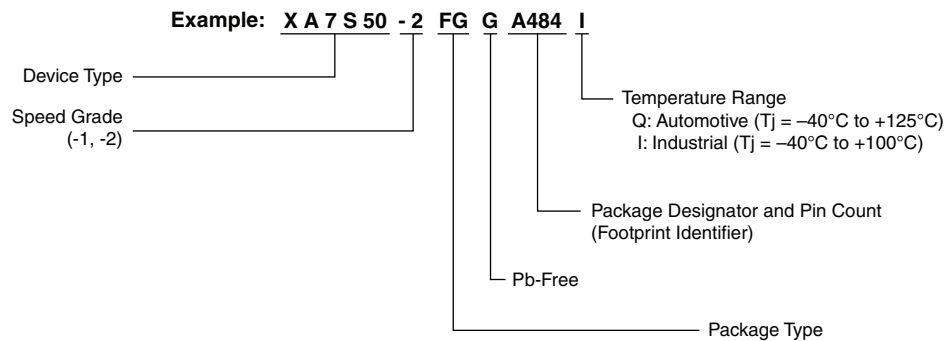 Example: X A 7 S 50 - 2 FG G A484 I
Device Type
Speed Grade
(-1, -2)
Temperature Range
Q: Automotive (Tj = –40°C to +125°C)
I: Industrial (Tj = –40°C to +100°C)
Package Designator and Pin Count
(Footprint Identifier)
Pb-Free
Package Type